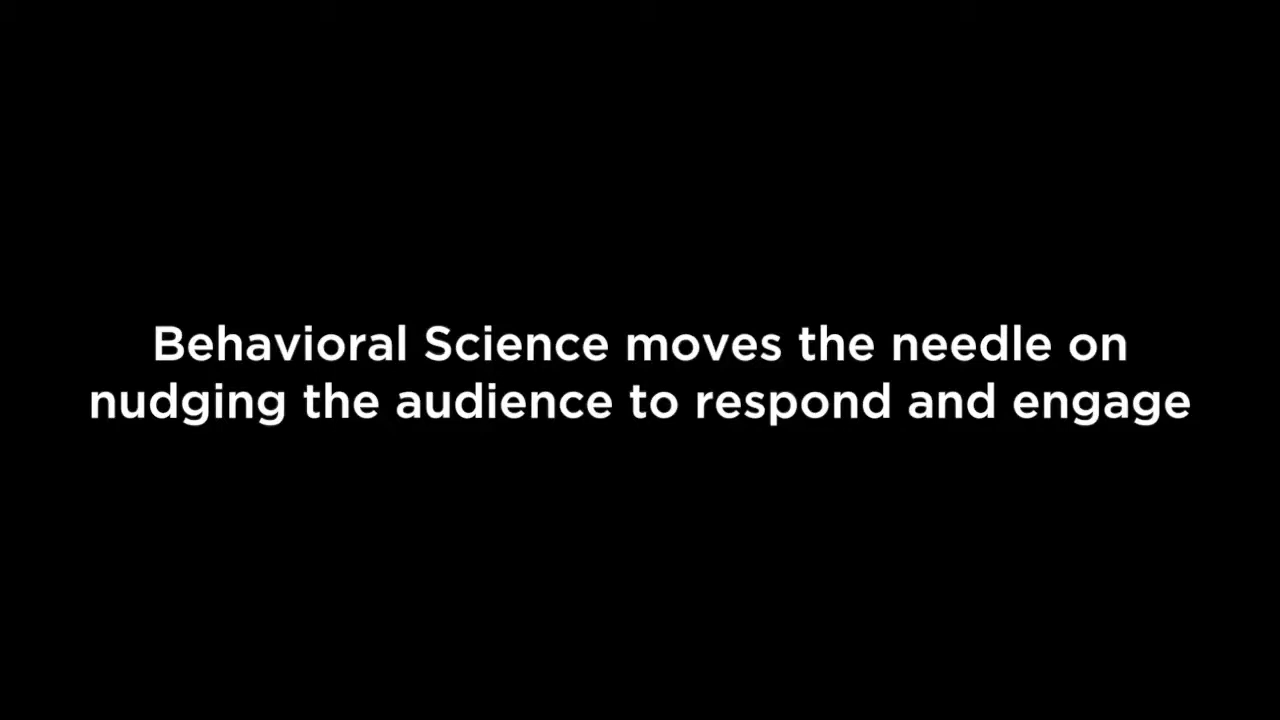 Behavioral Science moves the needle on
nudging the audience to respond and engage